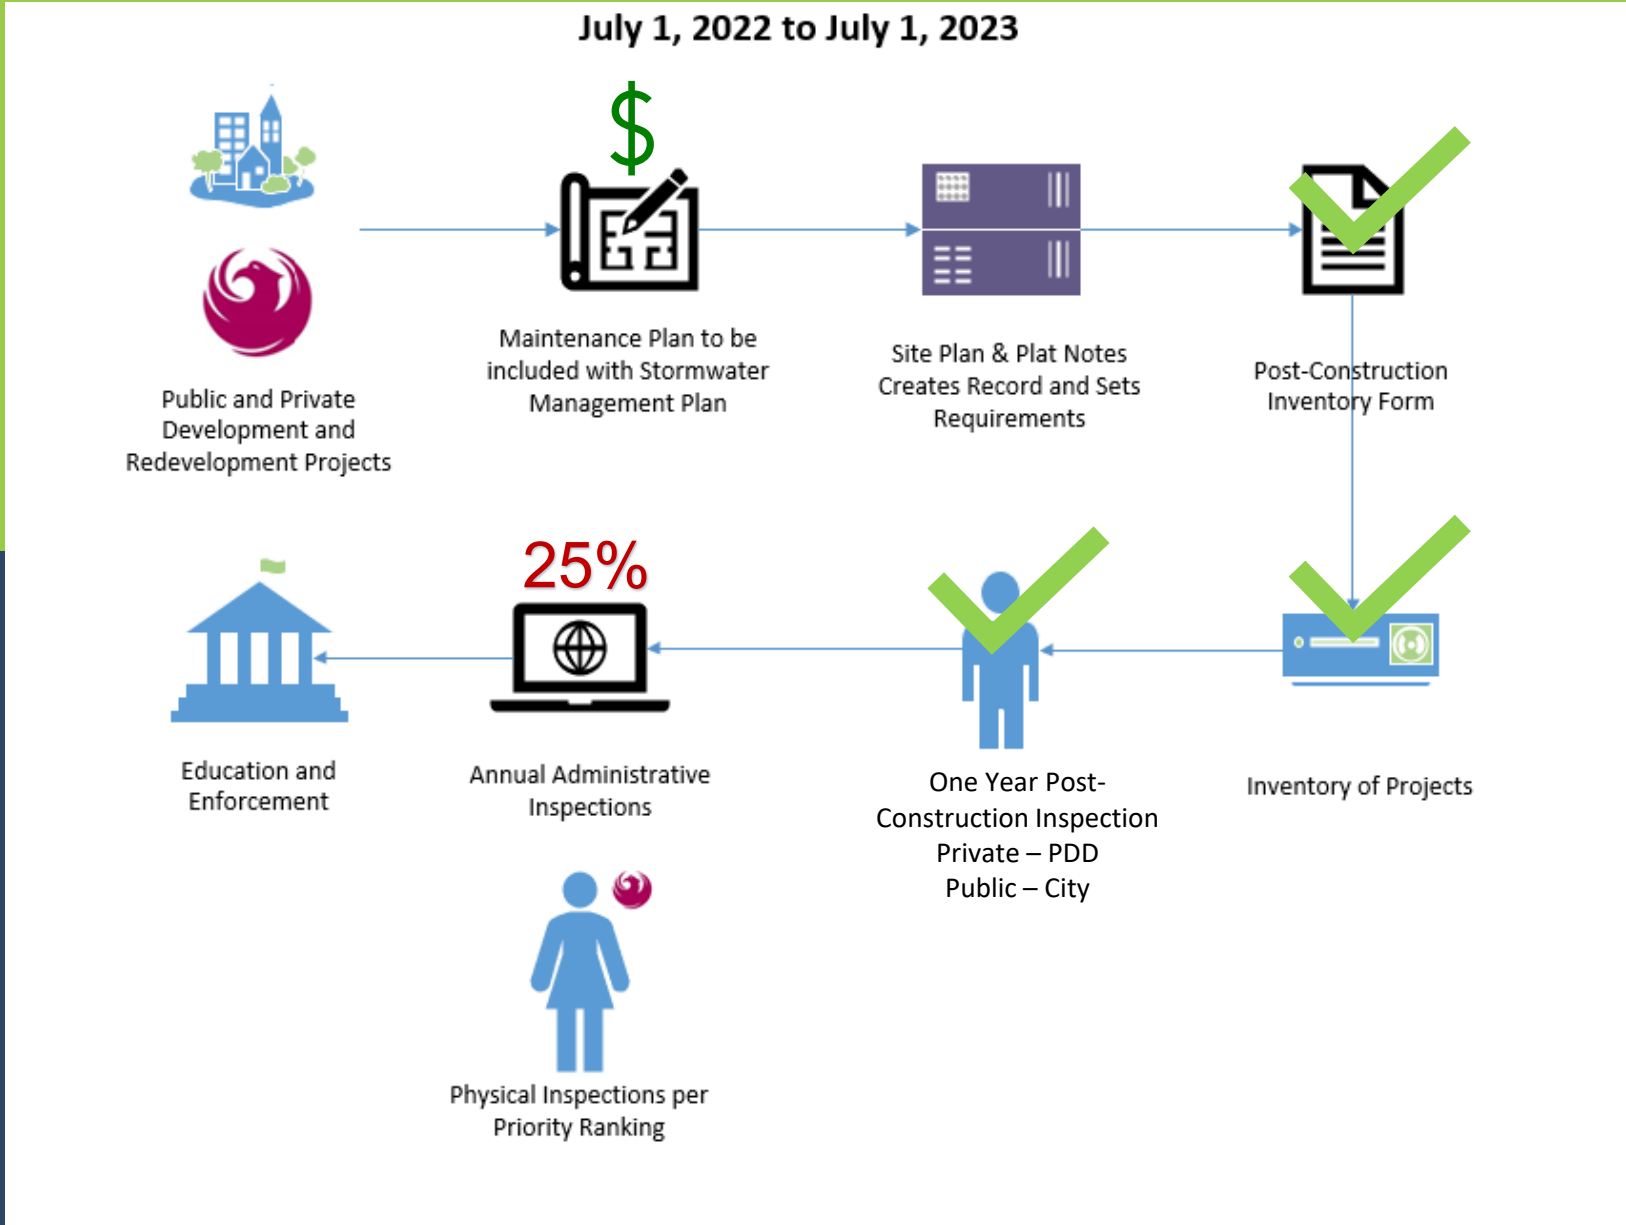 July 1, 2022 to July 1, 2023
$
Public and Private
Development and
Redevelopment Projects
Maintenance Plan to be
included with Stormwater
Management Plan
Site Plan & Plat Notes
Creates Record and Sets
Requirements
Post-Construction
Inventory Form
25%
Education and
Enforcement
Annual Administrative
Inspections
One Year Post-
Construction Inspection
Private – PDD
Public – City
Inventory of Projects
Physical Inspections per
Priority Ranking